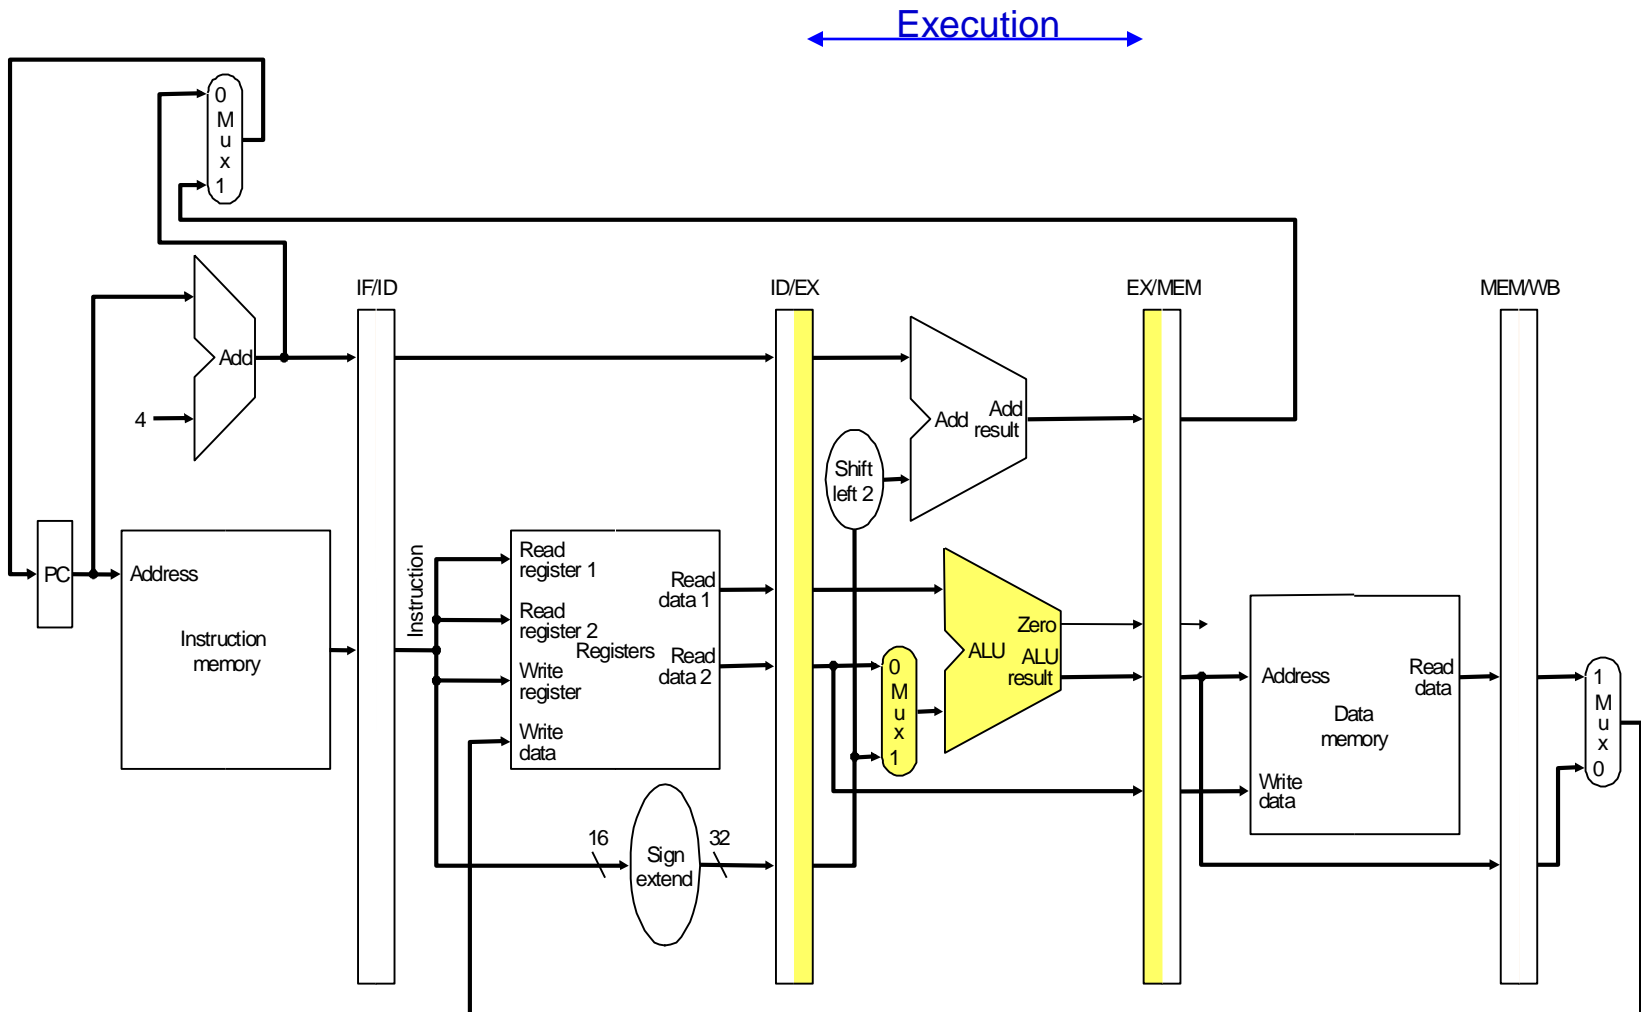 Execution
0
M
u
x
1
IF/ID
ID/EX
EX/MEM
MEM/WB
Add
4
Add
Add
result
Shift
left 2
PC
Address
Instruction
memory
Instruction
Read
register 1
Read
register 2
Registers
Write
register
Write
data
Read
data 1
Read
data 2
16
Sign
extend
32
0
M
u
x
1
Zero
ALU
ALU
result
Address
Read
data
Data
memory
Write
data
1
M
u
x
0